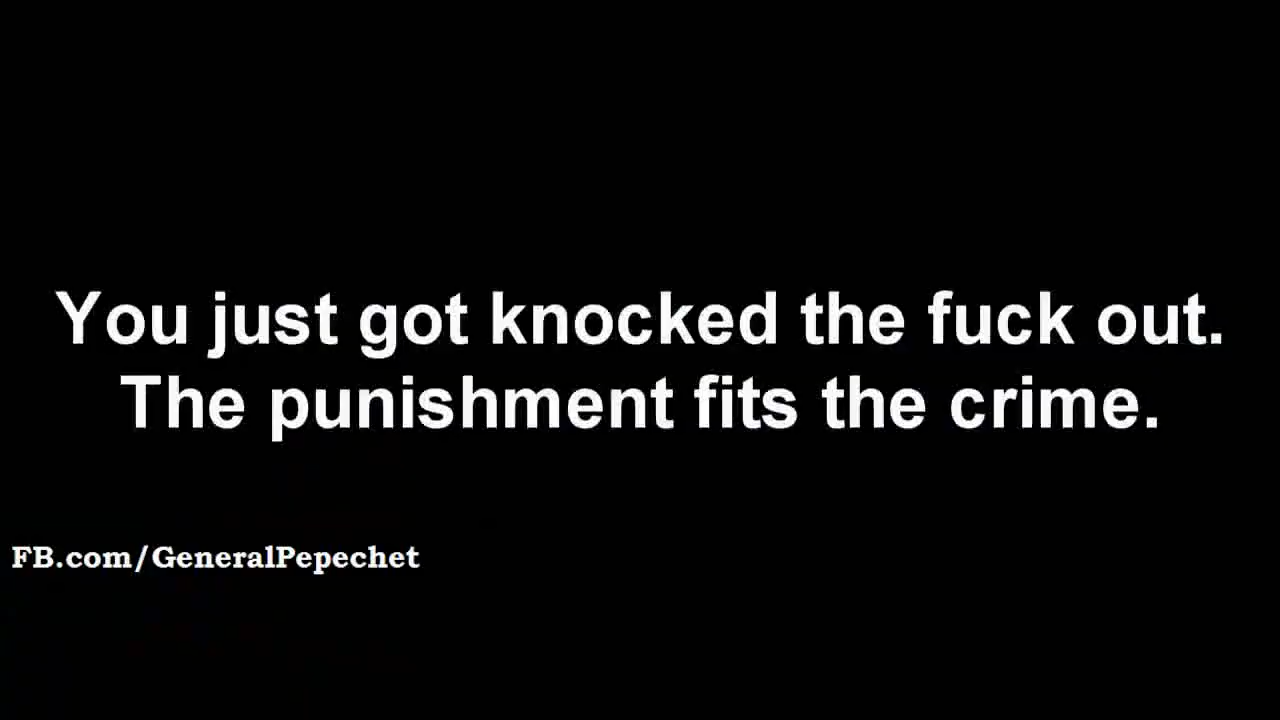 You just got knocked the fuck out.
The punishment fits the crime.
FB.com/GeneralPepechet